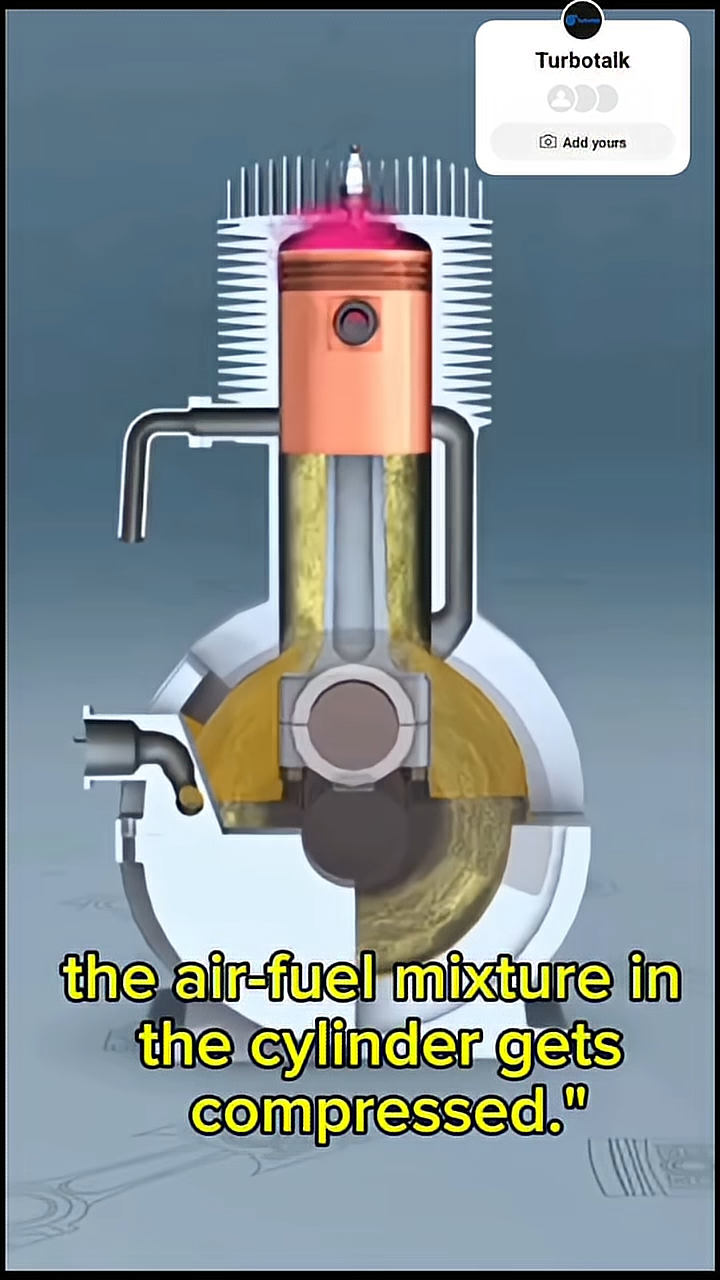 Turbotalk
Add yours
the air-fuel mixture in
the cylinder gets
compressed."